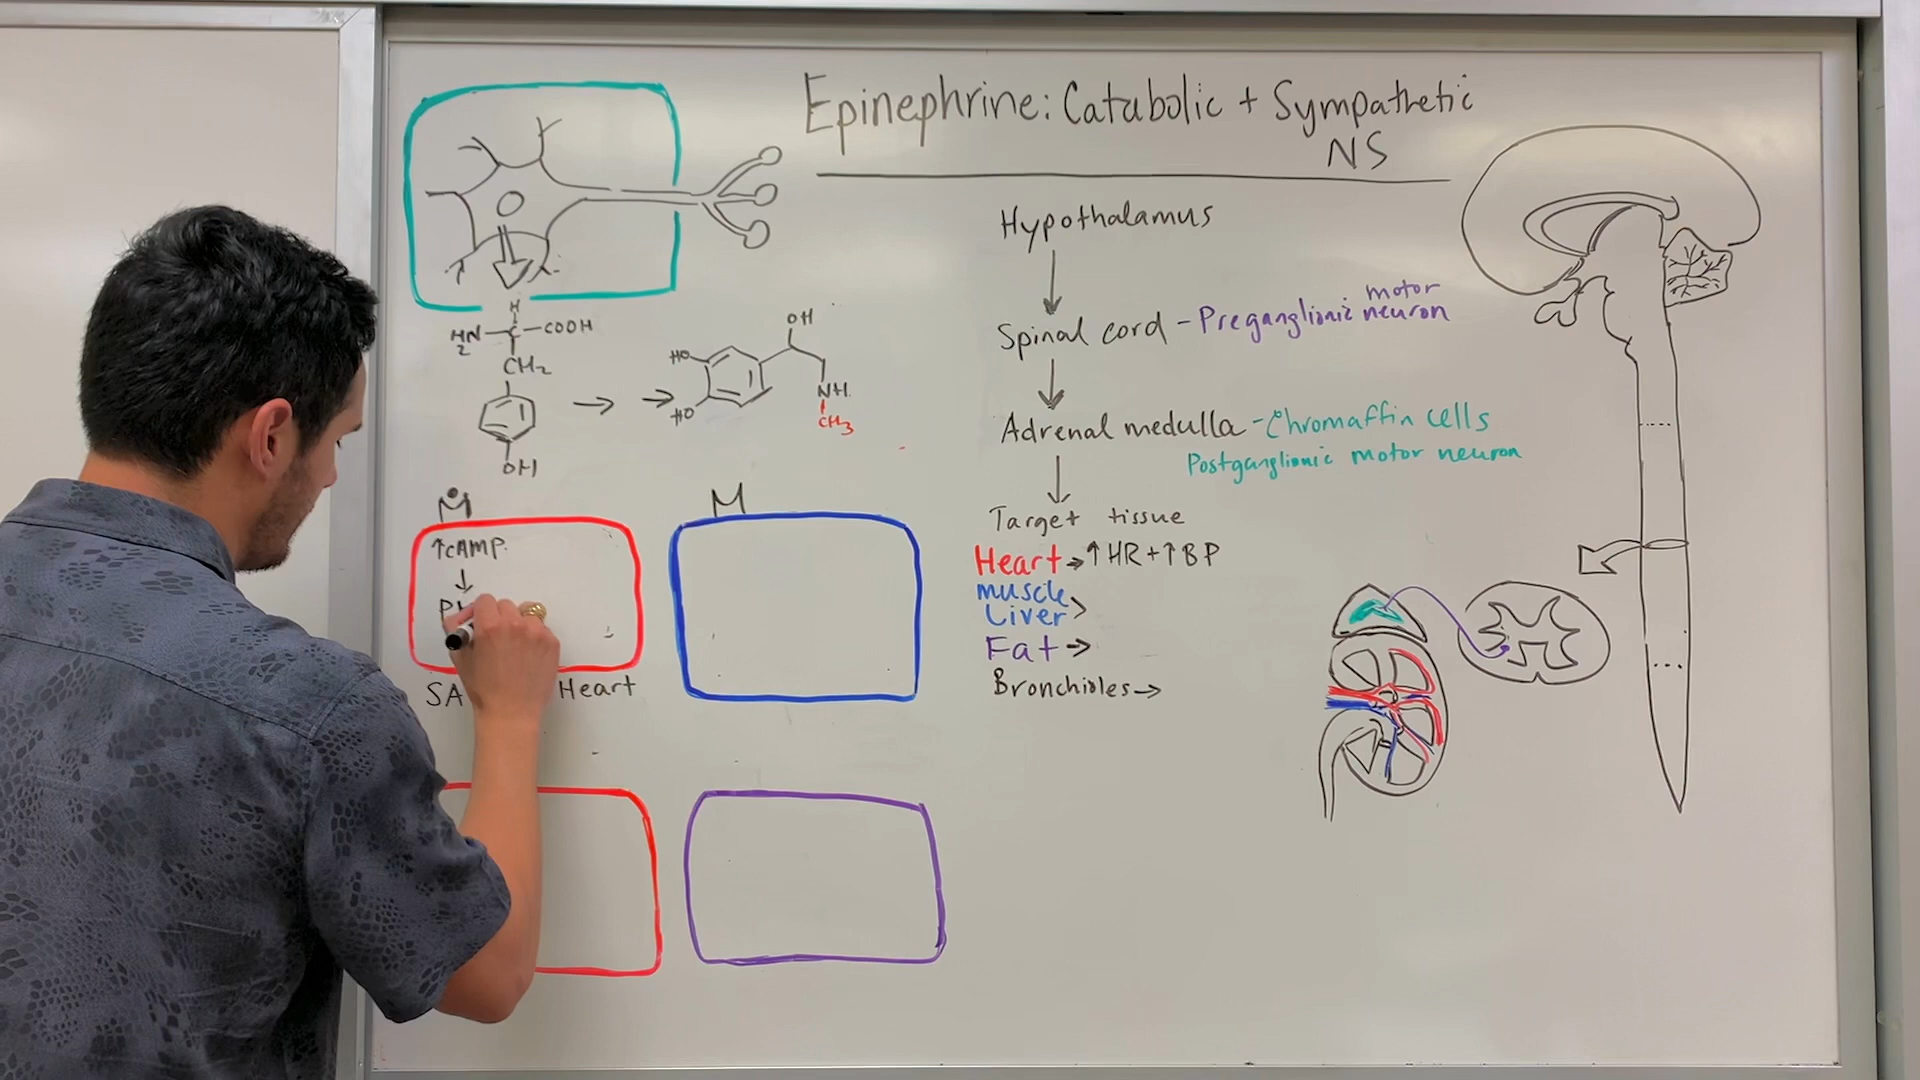 Epinephrine: Catabolic + Sympathetic
NS
H
H2N-C-COOH
CH2
OH
OH
HO
HO
NH
CH3
Hypothalamus
Spinal cord - Preganglionic motor neuron
Adrenal medulla - Chromaffin cells
Postganglionic motor neuron
Target tissue
Heart → ↑HR + ↑BP
muscle
Liver >
Fat →
Bronchioles →
↑cAMP
↓
SA
Heart